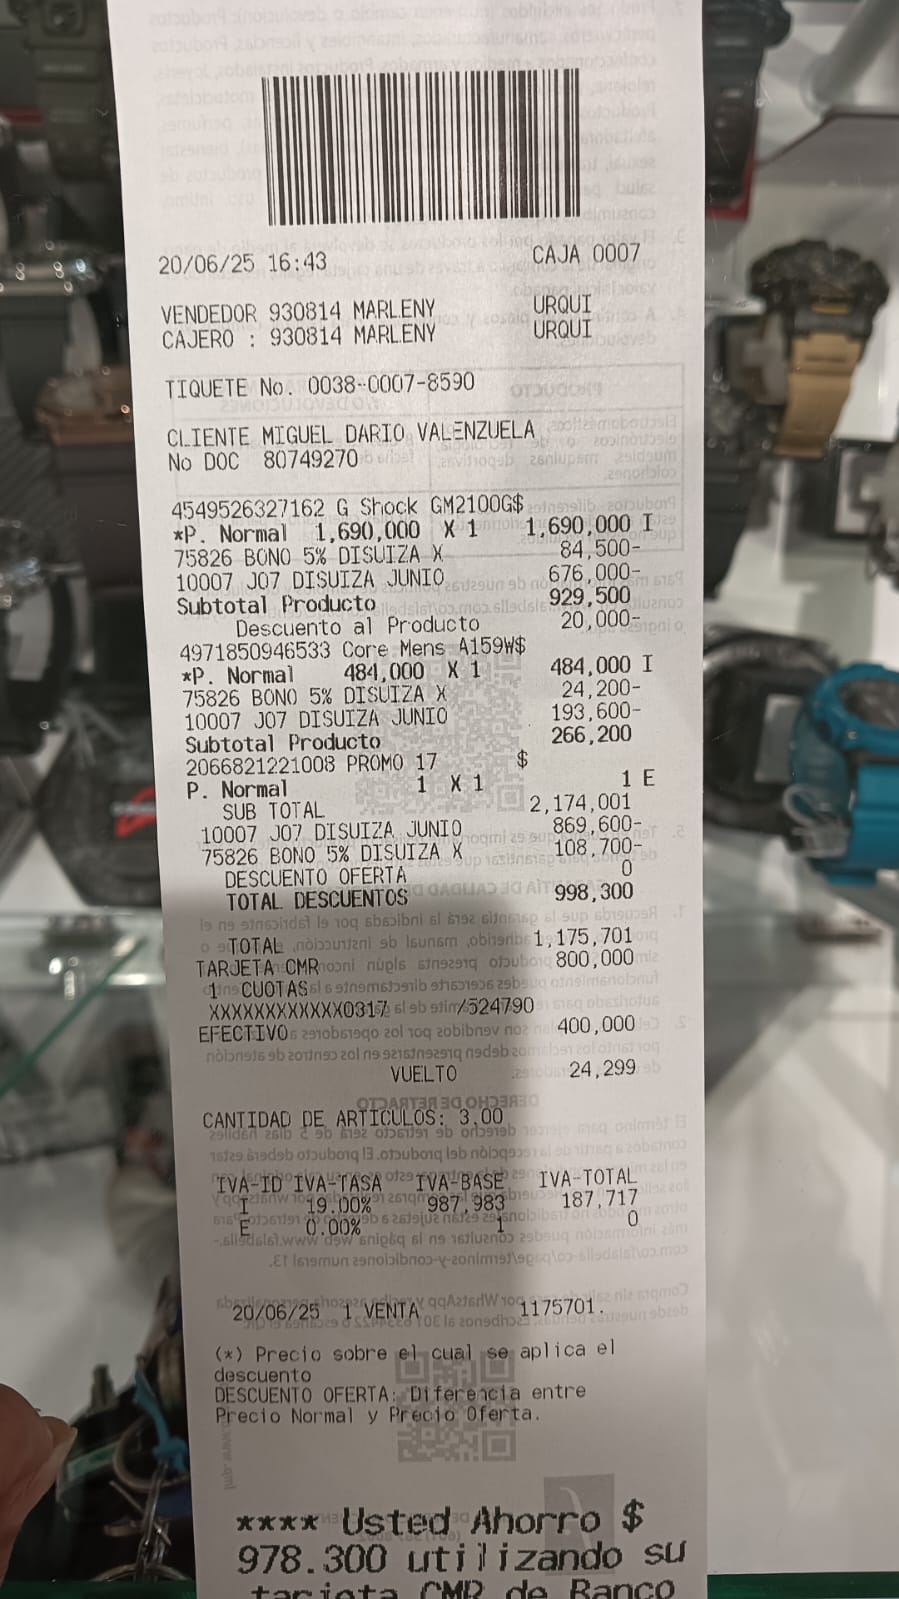 20/06/25 16:43 CAJA 0007
VENDEDOR 930814 MARLENY URQUI
CAJERO : 930814 MARLENY URQUI
TIQUETE No. 0038-0007-8590
CLIENTE MIGUEL DARIO VALENZUELA
No DOC 80749270
4549526327162 G Shock GM2100G$
*P. Normal 1,690,000 X 1 1,690,000 I
75826 BONO 5% DISUIZA X 84,500-
10007 J07 DISUIZA JUNIO 676,000-
Subtotal Producto 929,500
Descuento al Producto 20,000-
4971850946533 Core Mens A159W$
*P. Normal 484,000 X 1 484,000 I
75826 BONO 5% DISUIZA X 24,200-
10007 J07 DISUIZA JUNIO 193,600-
Subtotal Producto 266,200
2066821221008 PROMO 17 $
P. Normal 1 X 1 1 E
SUB TOTAL 2,174,001
10007 J07 DISUIZA JUNIO 869,600-
75826 BONO 5% DISUIZA X 108,700-
DESCUENTO OFERTA 0
TOTAL DESCUENTOS 998,300
TOTAL 1,175,701
TARJETA CMR 800,000
1 CUOTAS
XXXXXXXXXXXX0317 /524790
EFECTIVO 400,000
VUELTO 24,299
CANTIDAD DE ARTICULOS: 3.00
IVA-ID IVA-TASA IVA-BASE IVA-TOTAL
I 19.00% 987,983 187,717
E 0.00% 1 0
20/06/25 1 VENTA 1175701.
(*) Precio sobre el cual se aplica el
descuento
DESCUENTO OFERTA: Diferencia entre
Precio Normal y Precio Oferta.
**** Usted Ahorro $
978.300 utilizando su
tarjeta CMR de Banco